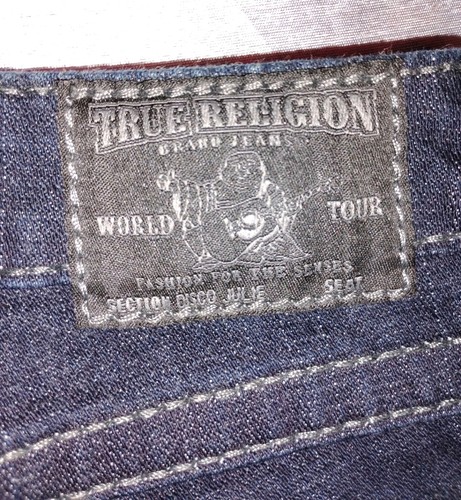 TRUE RELIGION
BRAND JEANS
WORLD TOUR
FASHION FOR THE SENSES
SECTION DISCO JULIE SEAT